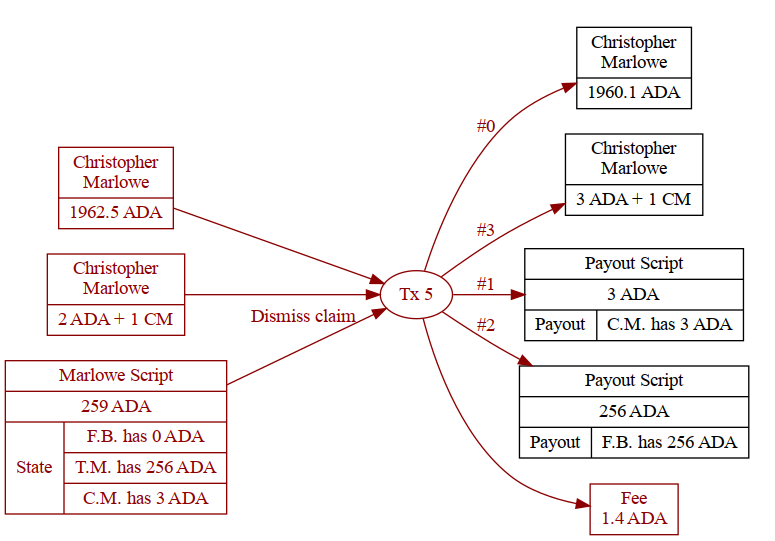 Christopher
Marlowe
1962.5 ADA
Christopher
Marlowe
2 ADA + 1 CM
Dismiss claim
Marlowe Script
259 ADA
State
F.B. has 0 ADA
T.M. has 256 ADA
C.M. has 3 ADA
Tx 5
#0
Christopher
Marlowe
1960.1 ADA
#3
Christopher
Marlowe
3 ADA + 1 CM
#1
Payout Script
3 ADA
Payout
C.M. has 3 ADA
#2
Payout Script
256 ADA
Payout
F.B. has 256 ADA
Fee
1.4 ADA